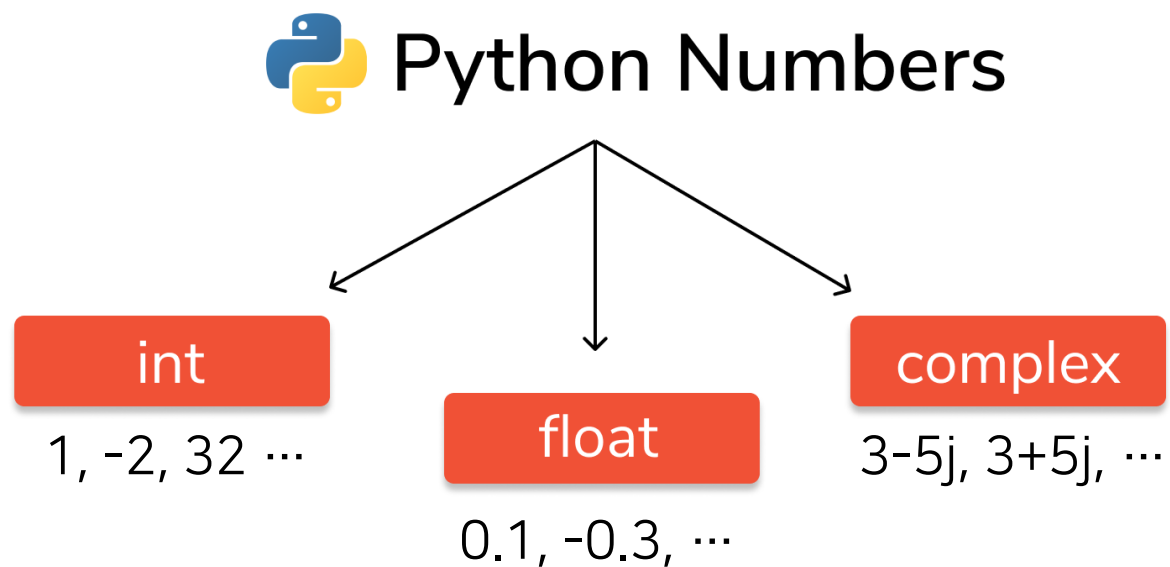 Python Numbers
int
1, -2, 32 ···
float
0.1, -0.3, ···
complex
3-5j, 3+5j, ···